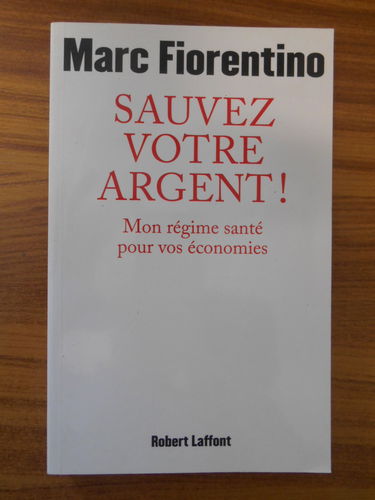 Marc Fiorentino
SAUVEZ
VOTRE
ARGENT !
Mon régime santé
pour vos économies
Robert Laffont